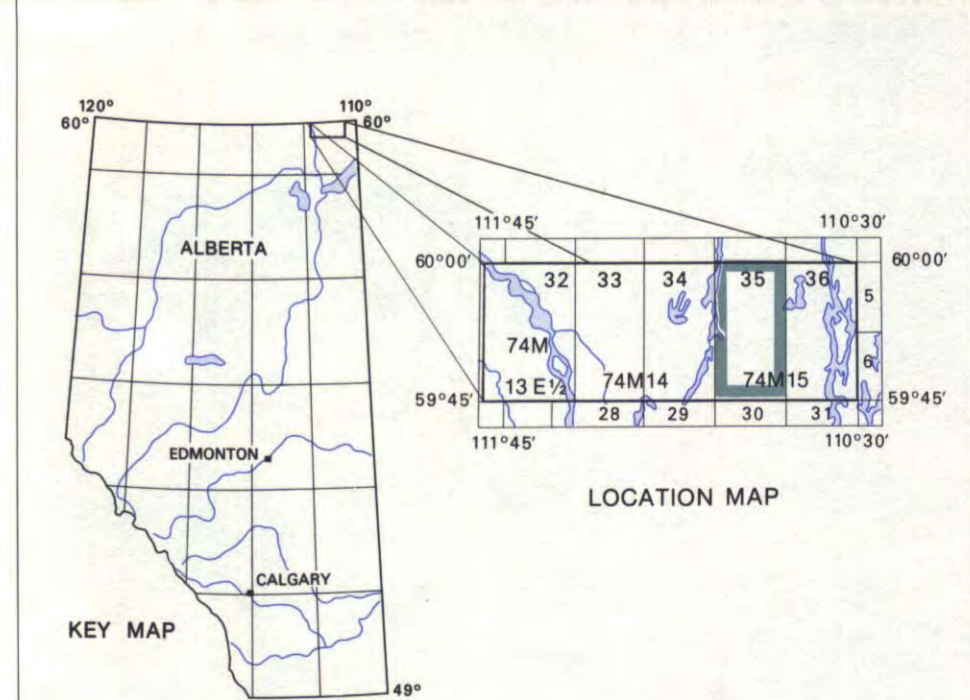 120°
60°
110°
60°
ALBERTA
EDMONTON
CALGARY
KEY MAP
49°
111°45′
110°30′
60°00′
60°00′
32 33 34 35 36
5
74M
6
13 E½ 74M14 74M15
59°45′
59°45′
28 29 30 31
111°45′
110°30′
LOCATION MAP